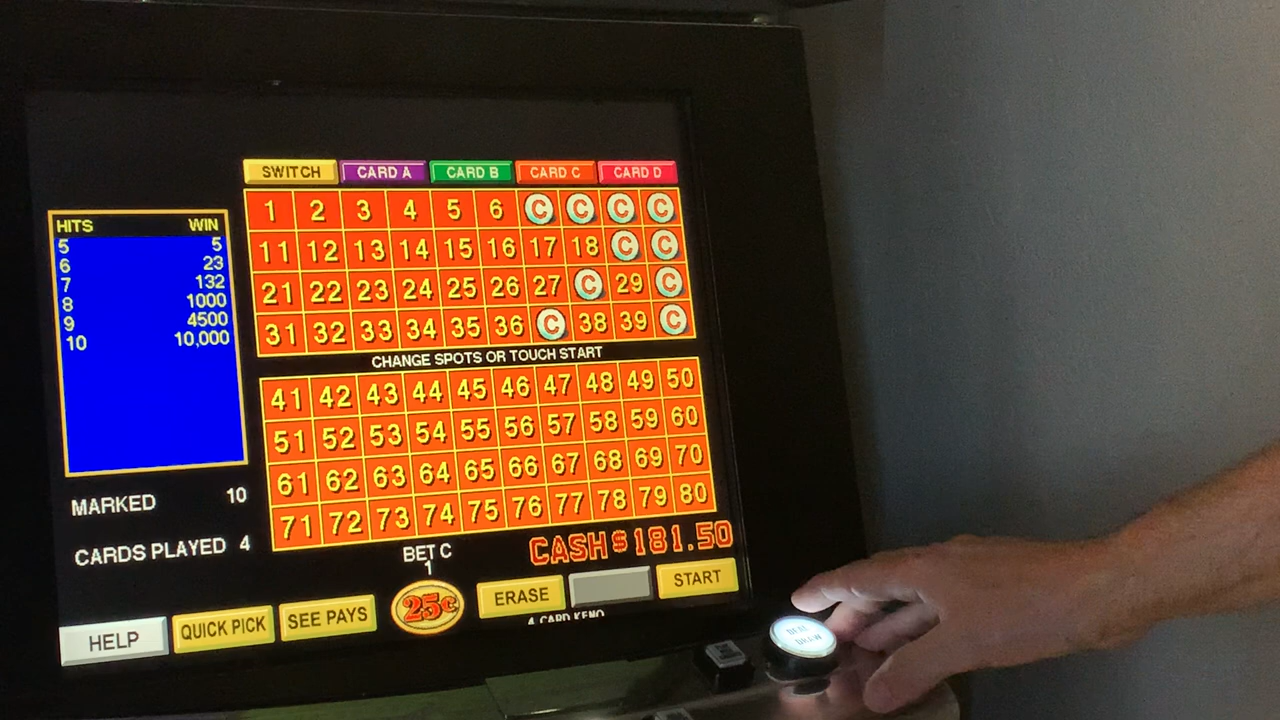 SWITCH CARD A CARD B CARD C CARD D
HITS WIN
5 5
6 23
7 132
8 1000
9 4500
10 10,000
1 2 3 4 5 6 C C C C
11 12 13 14 15 16 17 18 C C
21 22 23 24 25 26 27 C 29 C
31 32 33 34 35 36 C 38 39 C
CHANGE SPOTS OR TOUCH START
41 42 43 44 45 46 47 48 49 50
51 52 53 54 55 56 57 58 59 60
61 62 63 64 65 66 67 68 69 70
71 72 73 74 75 76 77 78 79 80
MARKED 10
CARDS PLAYED 4
BET C
1
CASH $181.50
HELP QUICK PICK SEE PAYS 25¢ ERASE START
4 CARD KENO
DEAL
DRAW